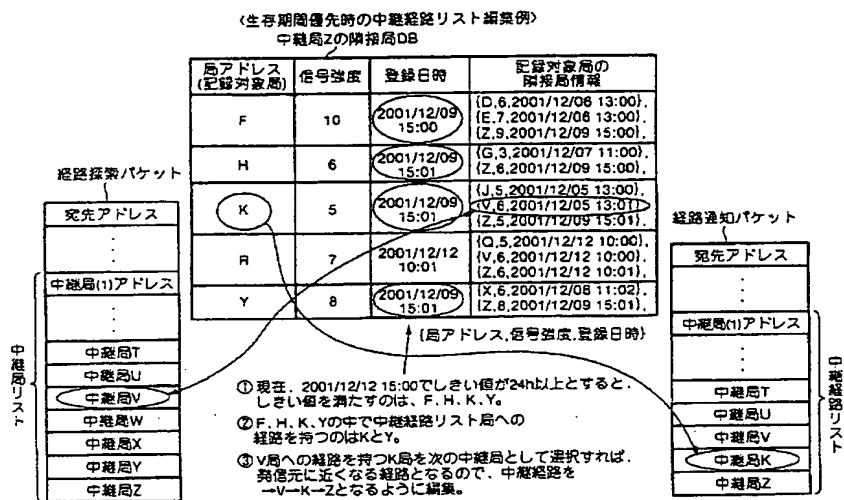 〈生存期間優先時の中継経路リスト編集例〉
中継局Zの隣接局DB
局アドレス
(記録対象局)
信号強度
登録日時
記録対象局の
隣接局情報
F
10
2001/12/09
15:00
{D,6,2001/12/06 13:00},
{E,7,2001/12/06 13:00},
{Z,9,2001/12/09 15:00},
H
6
2001/12/09
15:01
{G,3,2001/12/07 11:00},
{Z,6,2001/12/09 15:00},
K
5
2001/12/09
15:01
{J,5,2001/12/05 13:00},
{V,6,2001/12/05 13:01}
{Z,5,2001/12/09 15:01},
R
7
2001/12/12
10:01
{Q,5,2001/12/12 10:00},
{V,6,2001/12/12 10:00},
{Z,6,2001/12/12 10:01},
Y
8
2001/12/09
15:01
{X,6,2001/12/08 11:02},
{Z,8,2001/12/09 15:01},
{局アドレス,信号強度,登録日時}
経路探索パケット
宛先アドレス
中継局(1)アドレス
中継局T
中継局U
中継局V
中継局W
中継局X
中継局Y
中継局Z
中継局リスト
① 現在、2001/12/12 15:00でしきい値が24h以上とすると、
しきい値を満たすのは、F、H、K、Y。
② F、H、K、Yの中で中継経路リスト局への
経路を持つのはKとY。
③ V局への経路を持つK局を次の中継局として選択すれば、
発信元に近くなる経路となるので、中継経路を
→V→K→Zとなるように編集。
経路通知パケット
宛先アドレス
中継局(1)アドレス
中継局T
中継局U
中継局V
中継局K
中継局Z
中継経路リスト